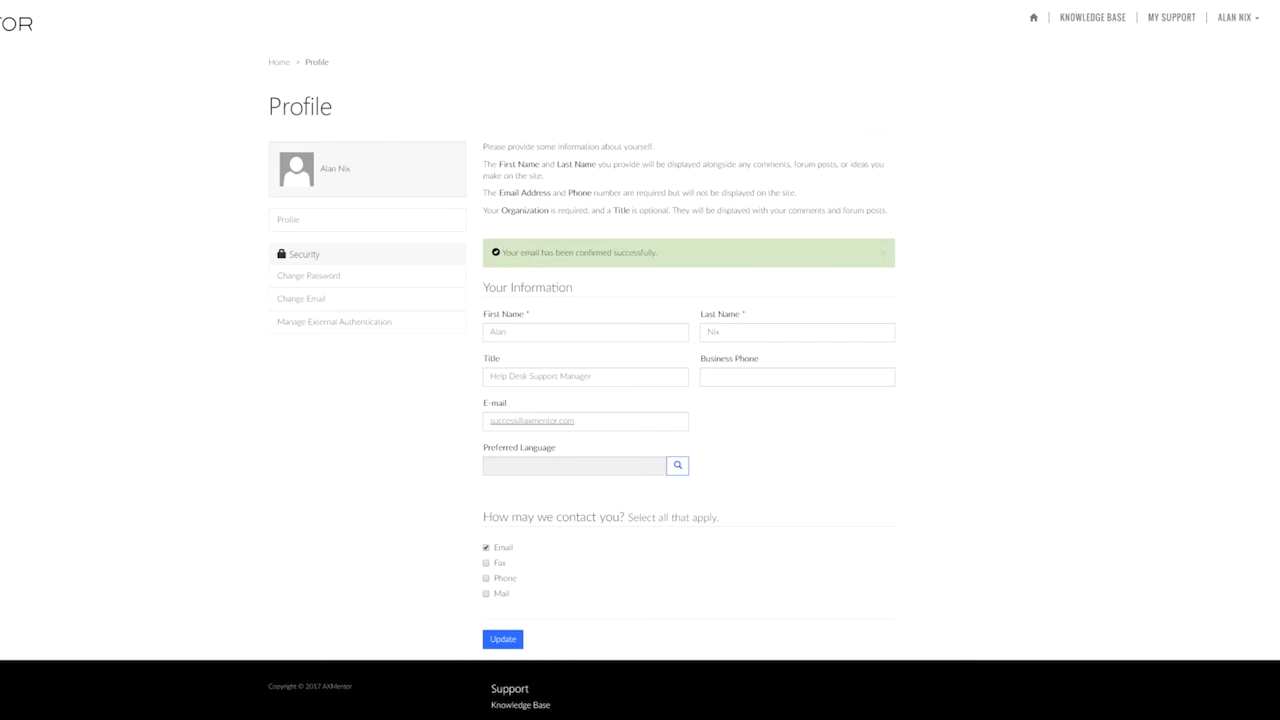 TOR
KNOWLEDGE BASE
MY SUPPORT
ALAN NIX
Home > Profile
Profile
Alan Nix
Profile
Security
Change Password
Change Email
Manage External Authentication
Please provide some information about yourself.
The First Name and Last Name you provide will be displayed alongside any comments, forum posts, or ideas you
make on the site.
The Email Address and Phone number are required but will not be displayed on the site.
Your Organization is required, and a Title is optional. They will be displayed with your comments and forum posts.
Your email has been confirmed successfully.
Your Information
First Name *
Last Name *
Alan
Nix
Title
Business Phone
Help Desk Support Manager
E-mail
success@axmentor.com
Preferred Language
How may we contact you? Select all that apply.
Email
Fax
Phone
Mail
Update
Copyright © 2017 AXMentor
Support
Knowledge Base